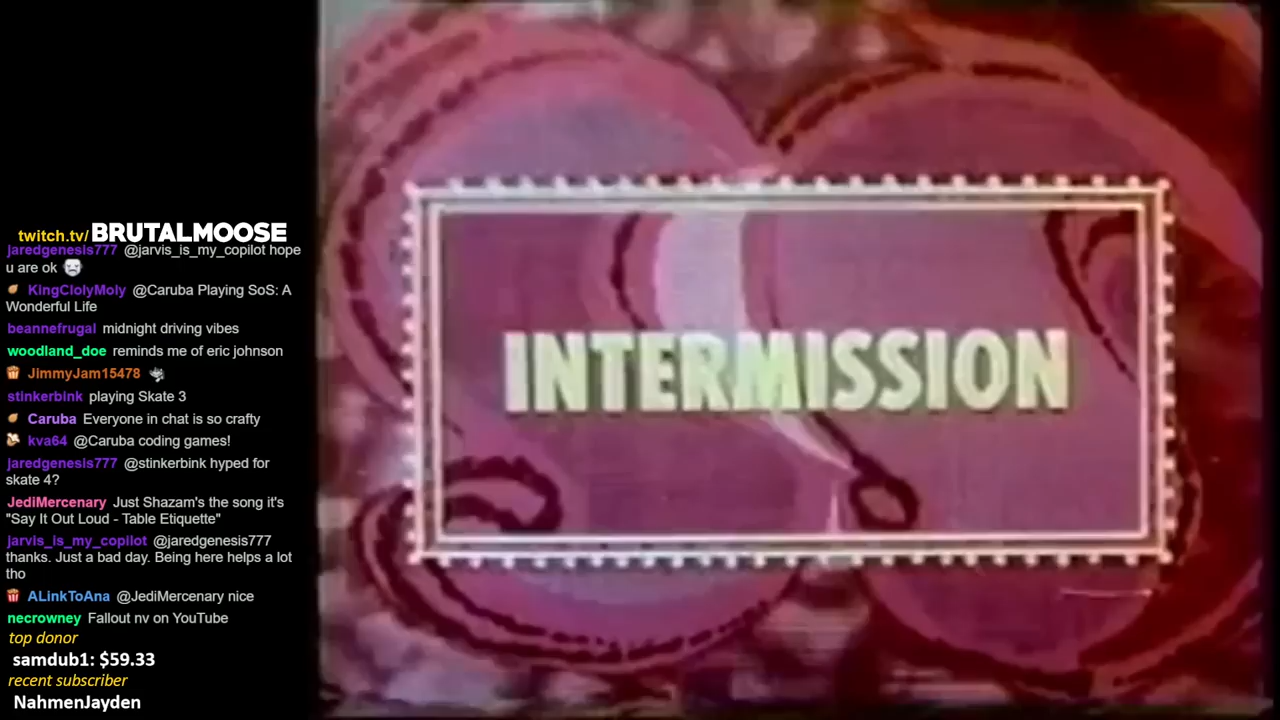 twitch.tv/BRUTALMOOSE
jaredgenesis777 @jarvis_is_my_copilot hope
u are ok
KingClolyMoly @Caruba Playing SoS: A
Wonderful Life
beannefrugal midnight driving vibes
woodland_doe reminds me of eric johnson
JimmyJam15478
stinkerbink playing Skate 3
Caruba Everyone in chat is so crafty
kva64 @Caruba coding games!
jaredgenesis777 @stinkerbink hyped for
skate 4?
JediMercenary Just Shazam's the song it's
"Say It Out Loud - Table Etiquette"
jarvis_is_my_copilot @jaredgenesis777
thanks. Just a bad day. Being here helps a lot
tho
ALinkToAna @JediMercenary nice
necrowney Fallout nv on YouTube
top donor
samdub1: $59.33
recent subscriber
NahmenJayden
INTERMISSION